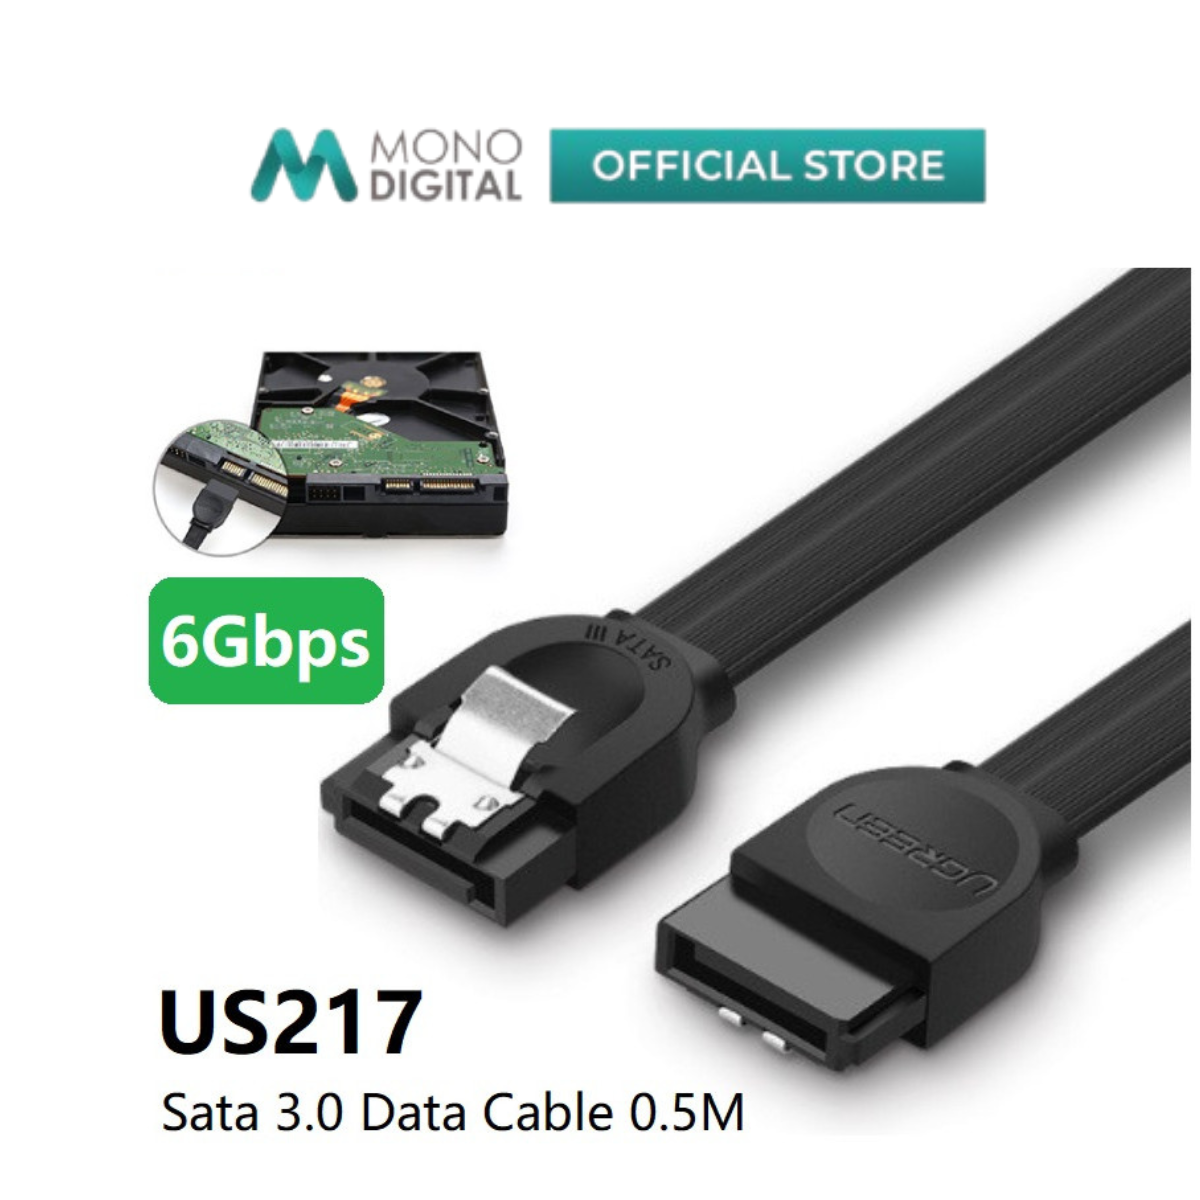 MONO
DIGITAL
OFFICIAL STORE
6Gbps
SATA III
UGREEN
US217
Sata 3.0 Data Cable 0.5M